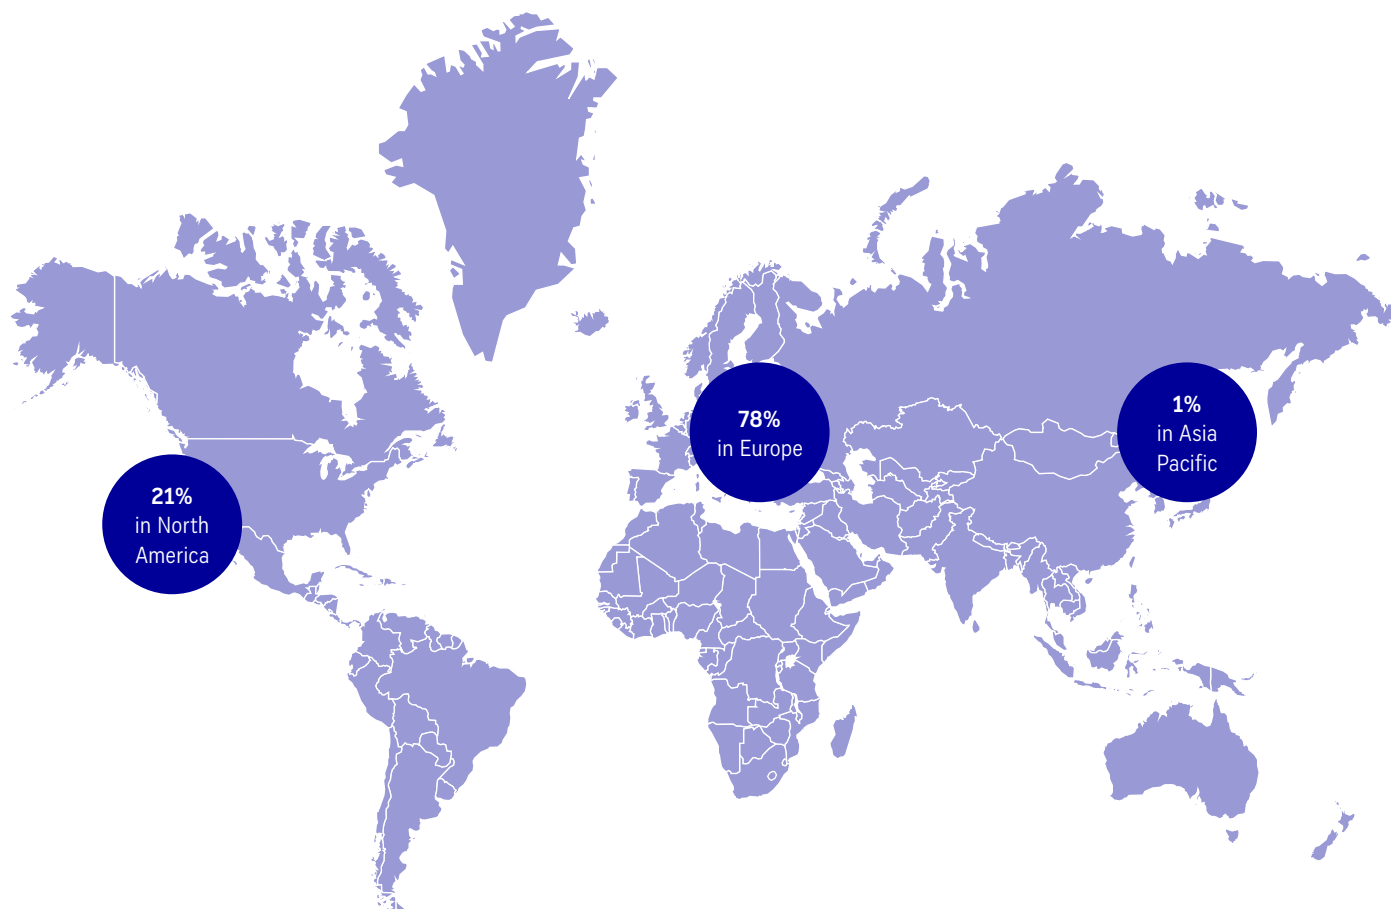 78%
in Europe
1%
in Asia
Pacific
21%
in North
America